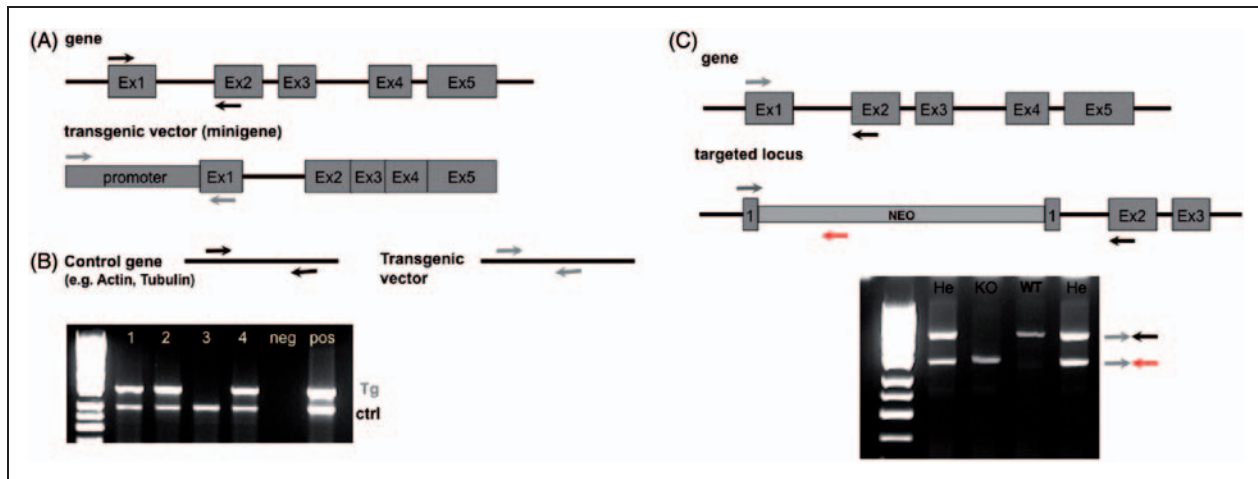 (A)
gene
Ex1 Ex2 Ex3 Ex4 Ex5
transgenic vector (minigene)
promoter Ex1 Ex2 Ex3 Ex4 Ex5
(B)
Control gene
(e.g. Actin, Tubulin)
Transgenic
vector
1 2 3 4 neg pos
Tg
ctrl
(C)
gene
Ex1 Ex2 Ex3 Ex4 Ex5
targeted locus
1 NEO 1 Ex2 Ex3
He KO WT He